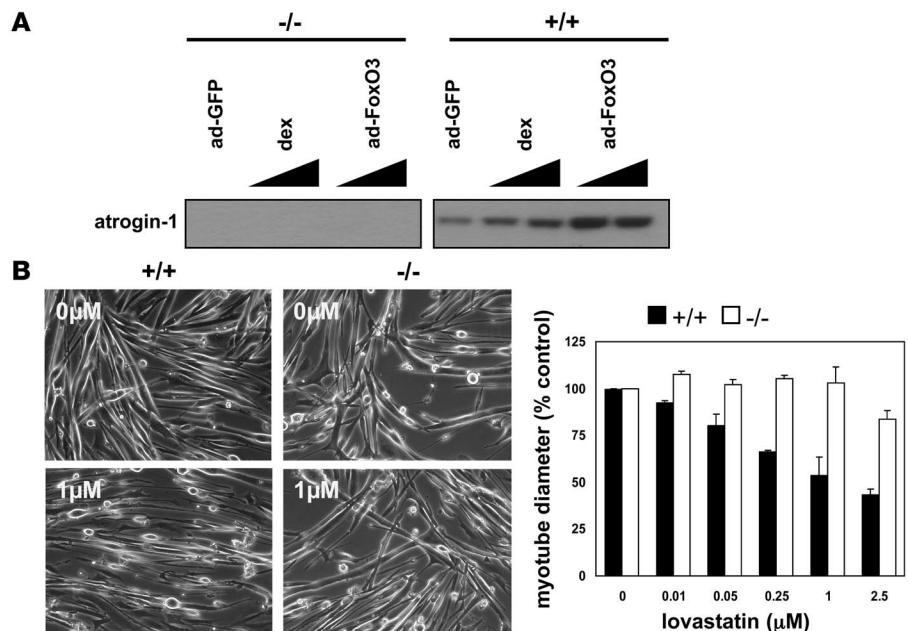 A
-/-
+/+
ad-GFP
dex
ad-FoxO3
ad-GFP
dex
ad-FoxO3
atrogin-1
B
+/+
-/-
0µM
0µM
1µM
1µM
+/+
-/-
myotube diameter (% control)
125
100
75
50
25
0
0 0.01 0.05 0.25 1 2.5
lovastatin (µM)